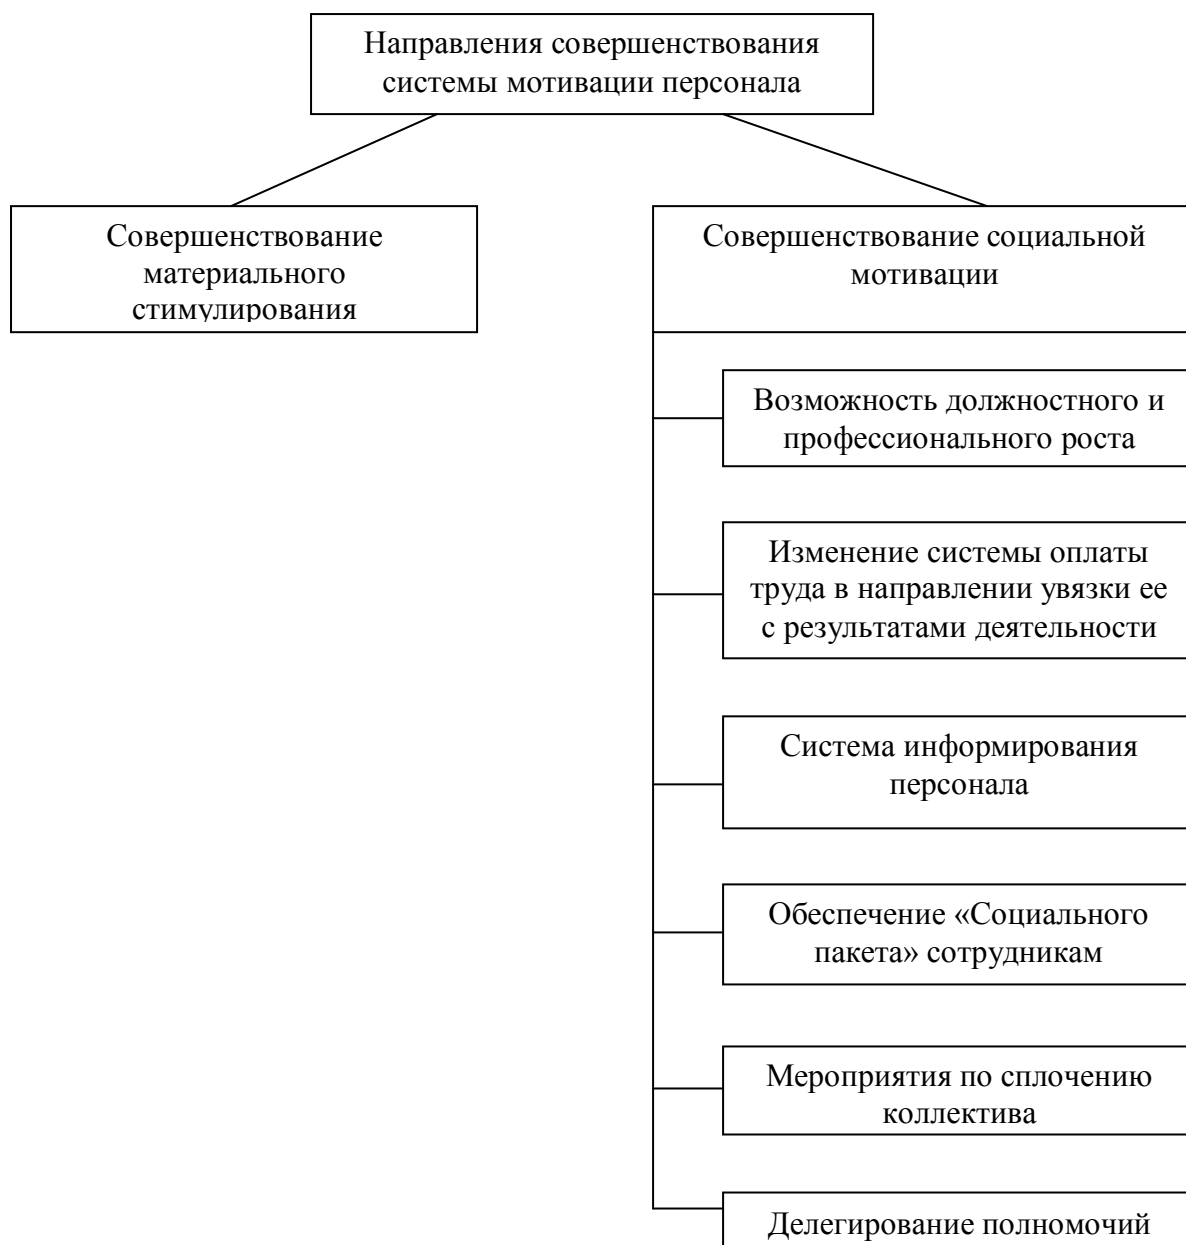 Направления совершенствования
системы мотивации персонала
Совершенствование
материального
стимулирования
Совершенствование социальной
мотивации
Возможность должностного и
профессионального роста
Изменение системы оплаты
труда в направлении увязки ее
с результатами деятельности
Система информирования
персонала
Обеспечение «Социального
пакета» сотрудникам
Мероприятия по сплочению
коллектива
Делегирование полномочий